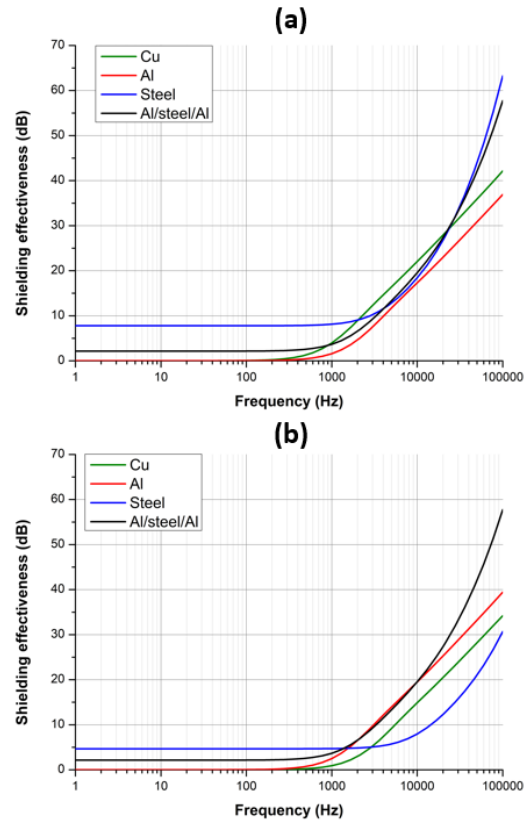 (a)
70
60
50
40
30
20
10
0
Shielding effectiveness (dB)
Cu
Al
Steel
Al/steel/Al
1
10
100
1000
10000
100000
Frequency (Hz)
(b)
70
60
50
40
30
20
10
0
Shielding effectiveness (dB)
Cu
Al
Steel
Al/steel/Al
1
10
100
1000
10000
100000
Frequency (Hz)